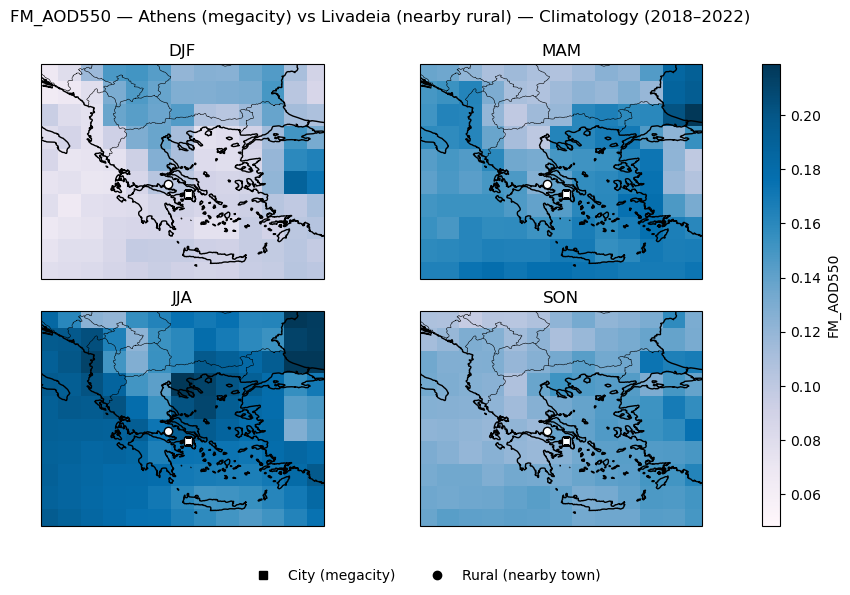 FM_AOD550 — Athens (megacity) vs Livadeia (nearby rural) — Climatology (2018–2022)
DJF
MAM
JJA
SON
0.20
0.18
0.16
0.14
0.12
0.10
0.08
0.06
FM_AOD550
City (megacity)
Rural (nearby town)